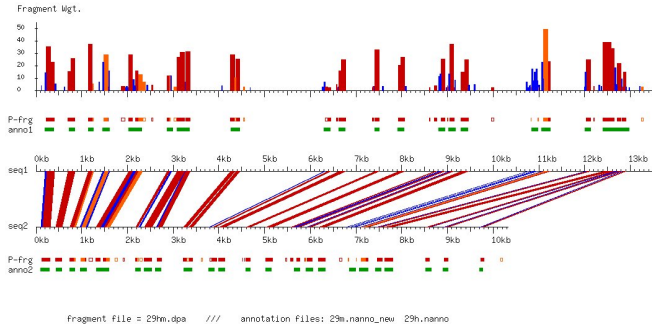 Fragment Wgt.
50
40
30
20
10
0
P-frg
anno1
0kb 1kb 2kb 3kb 4kb 5kb 6kb 7kb 8kb 9kb 10kb 11kb 12kb 13kb
seq1
seq2
0kb 1kb 2kb 3kb 4kb 5kb 6kb 7kb 8kb 9kb 10kb
P-frg
anno2
fragment file = 29hm.dpa /// annotation files: 29m.nanno_new 29h.nanno